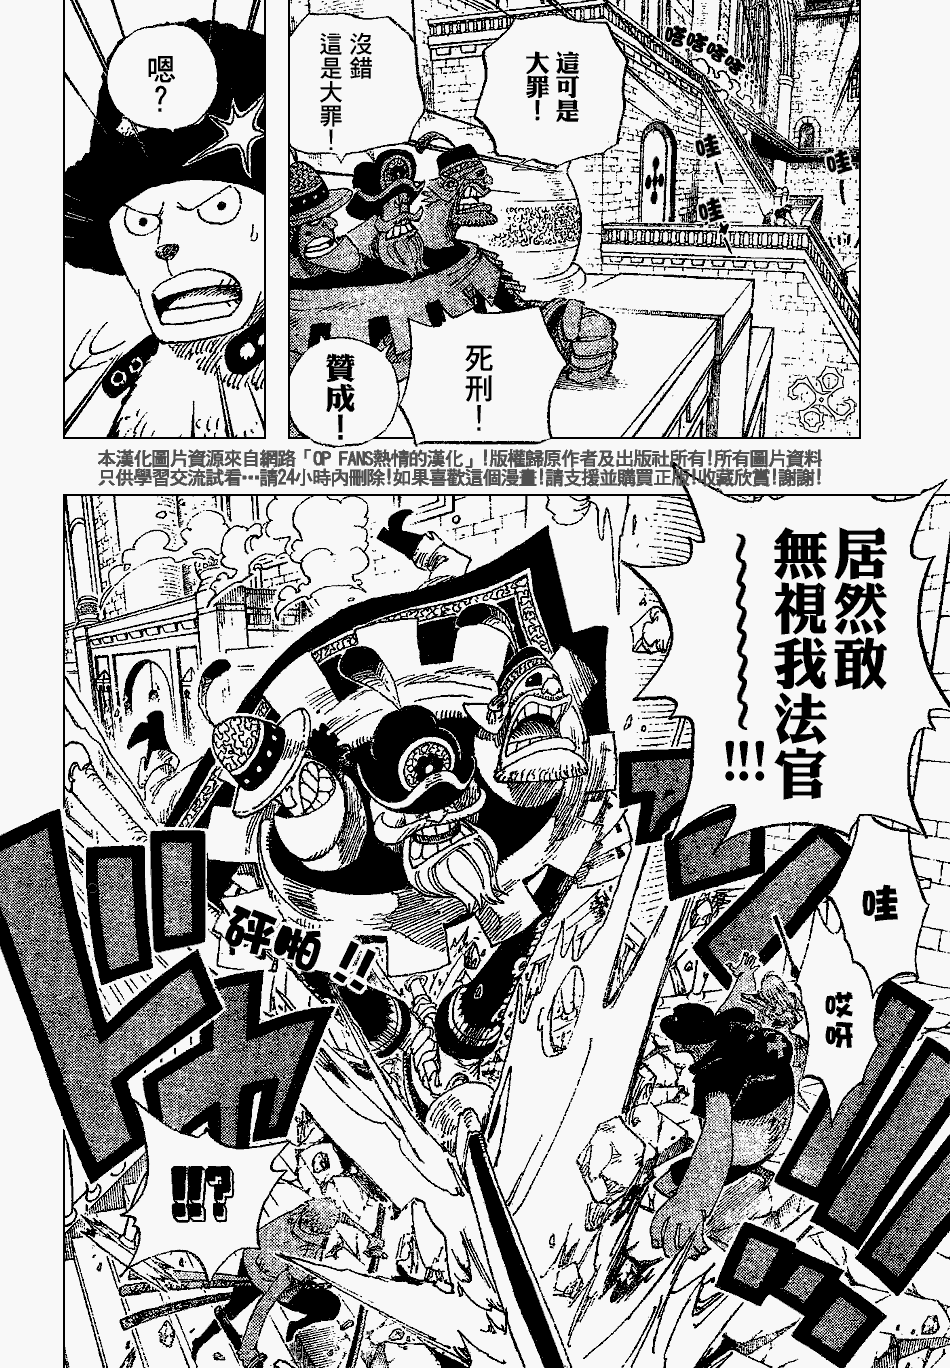 嗒嗒嗒嗒
哇—
哇—
哇—
這可是
大罪！
沒錯
這是大罪！
死刑！
贊成！
嗯？
本漢化圖片資源來自網路「OP FANS熱情的漢化」!版權歸原作者及出版社所有!所有圖片資料
只供學習交流試看…請24小時內刪除!如果喜歡這個漫畫!請支援並購買正版!收藏欣賞!謝謝!
居然敢
無視我法官
～～～～!!!
哇
哎呀
砰啪!!
!!?